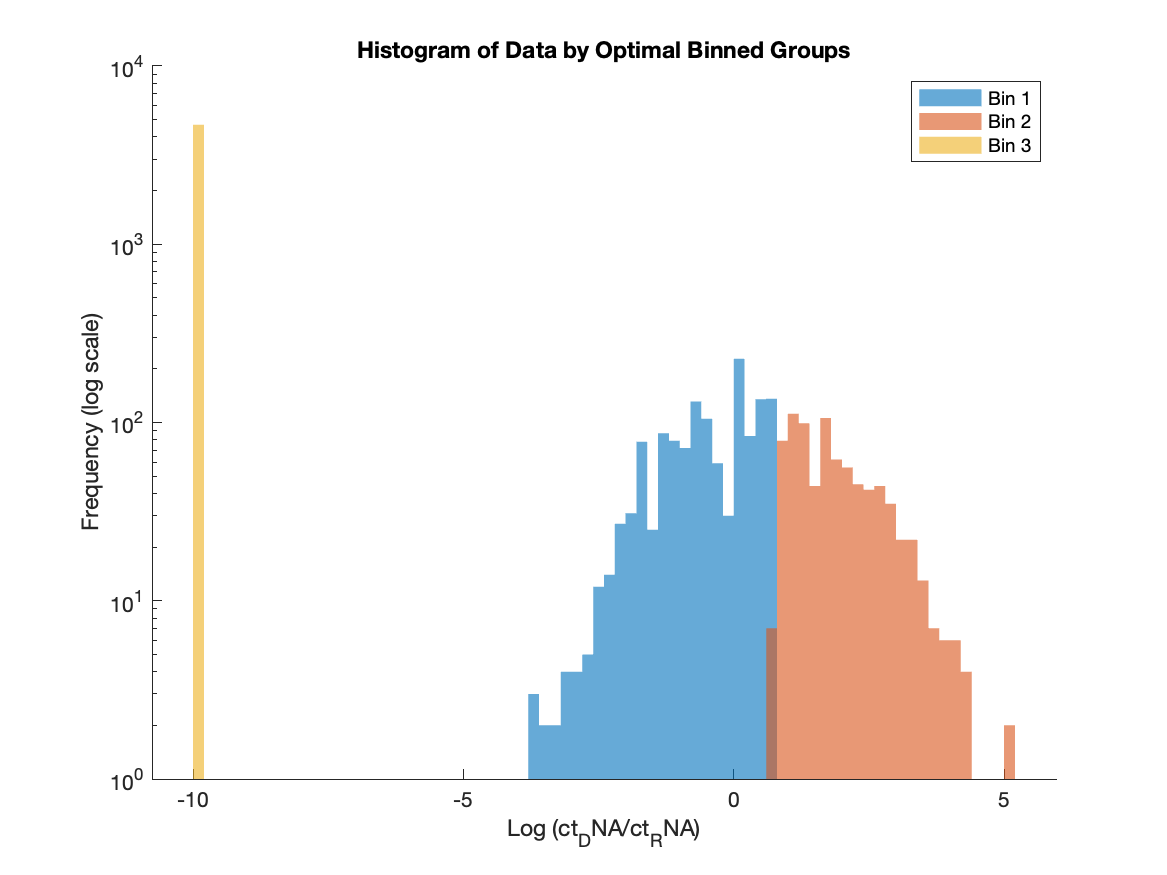 Histogram of Data by Optimal Binned Groups
Bin 1
Bin 2
Bin 3
10^4
10^3
10^2
10^1
10^0
Frequency (log scale)
-10
-5
0
5
Log (ct_DNA/ct_RNA)